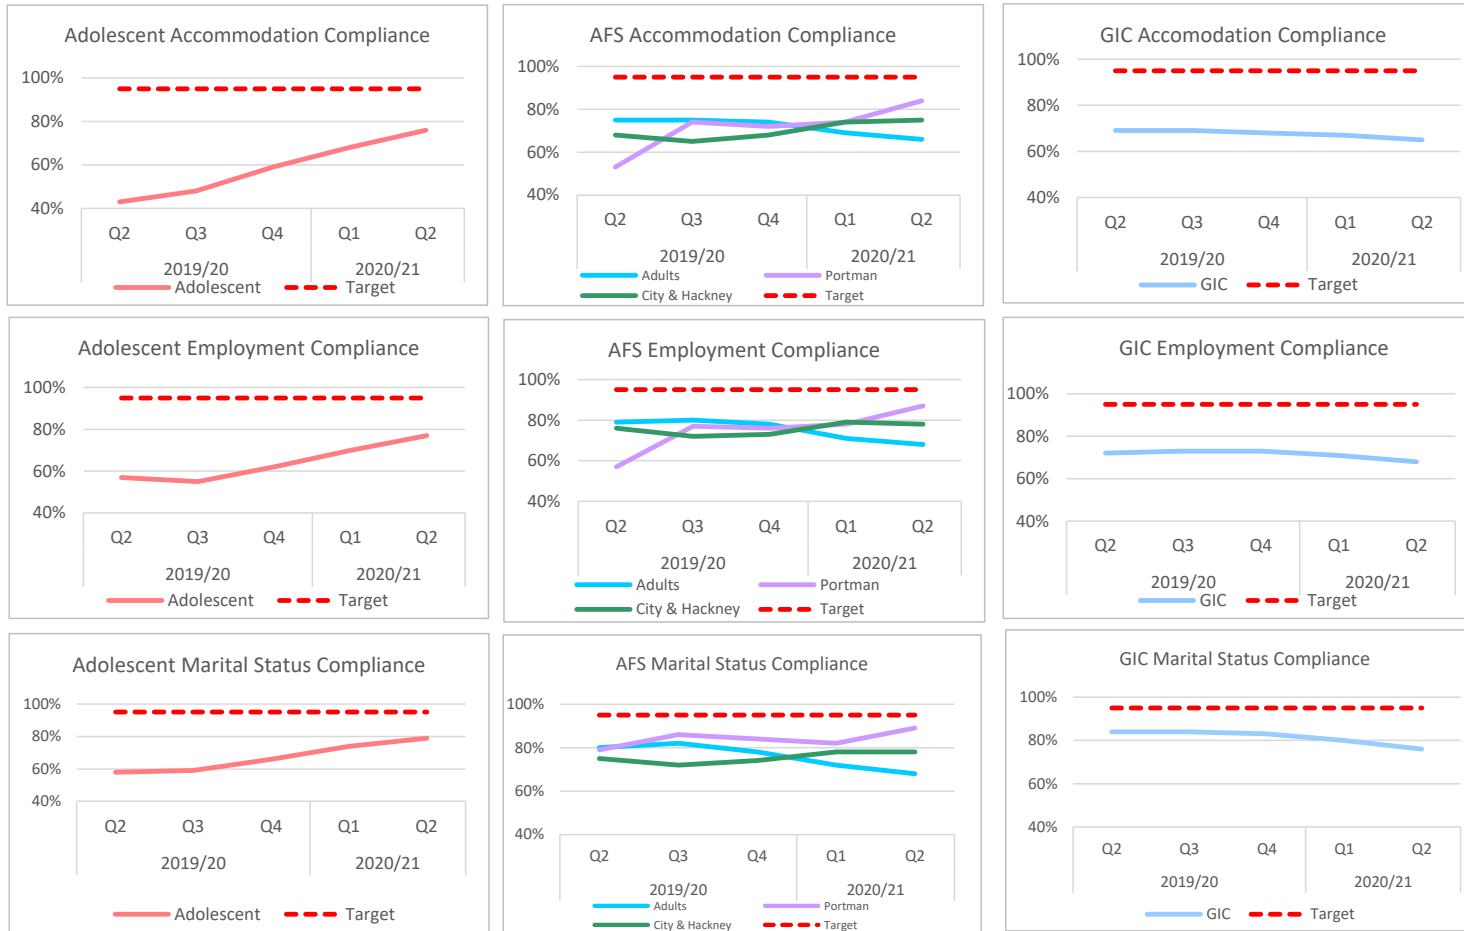 Adolescent Accommodation Compliance
100%
80%
60%
40%
Q2 Q3 Q4 Q1 Q2
2019/20 2020/21
Adolescent Target
AFS Accommodation Compliance
100%
80%
60%
40%
Q2 Q3 Q4 Q1 Q2
2019/20 2020/21
Adults Portman
City & Hackney Target
GIC Accomodation Compliance
100%
80%
60%
40%
Q2 Q3 Q4 Q1 Q2
2019/20 2020/21
GIC Target
Adolescent Employment Compliance
100%
80%
60%
40%
Q2 Q3 Q4 Q1 Q2
2019/20 2020/21
Adolescent Target
AFS Employment Compliance
100%
80%
60%
40%
Q2 Q3 Q4 Q1 Q2
2019/20 2020/21
Adults Portman
City & Hackney Target
GIC Employment Compliance
100%
80%
60%
40%
Q2 Q3 Q4 Q1 Q2
2019/20 2020/21
GIC Target
Adolescent Marital Status Compliance
100%
80%
60%
40%
Q2 Q3 Q4 Q1 Q2
2019/20 2020/21
Adolescent Target
AFS Marital Status Compliance
100%
80%
60%
40%
Q2 Q3 Q4 Q1 Q2
2019/20 2020/21
Adults Portman
City & Hackney Target
GIC Marital Status Compliance
100%
80%
60%
40%
Q2 Q3 Q4 Q1 Q2
2019/20 2020/21
GIC Target